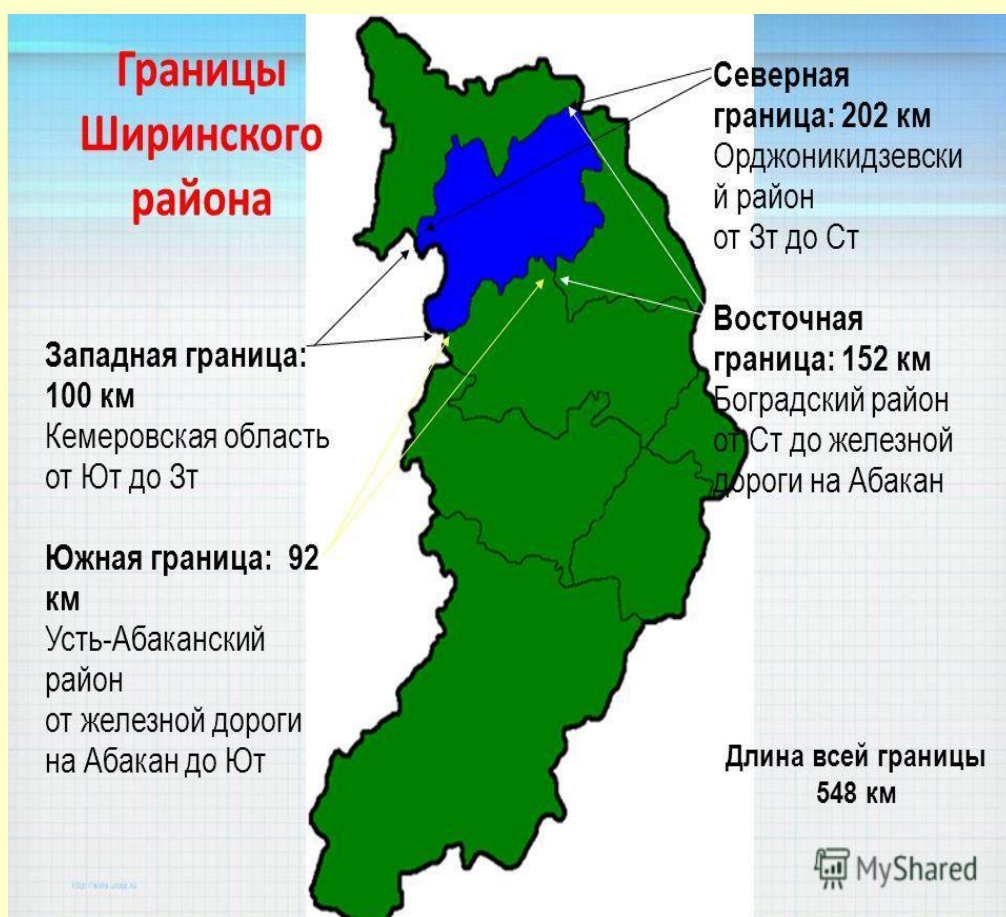 Границы
Ширинского
района
Северная
граница: 202 км
Орджоникидзевски
й район
от Зт до Ст
Восточная
граница: 152 км
Боградский район
от Ст до железной
дороги на Абакан
Западная граница:
100 км
Кемеровская область
от Ют до Зт
Южная граница: 92
км
Усть-Абаканский
район
от железной дороги
на Абакан до Ют
Длина всей границы
548 км
MyShared